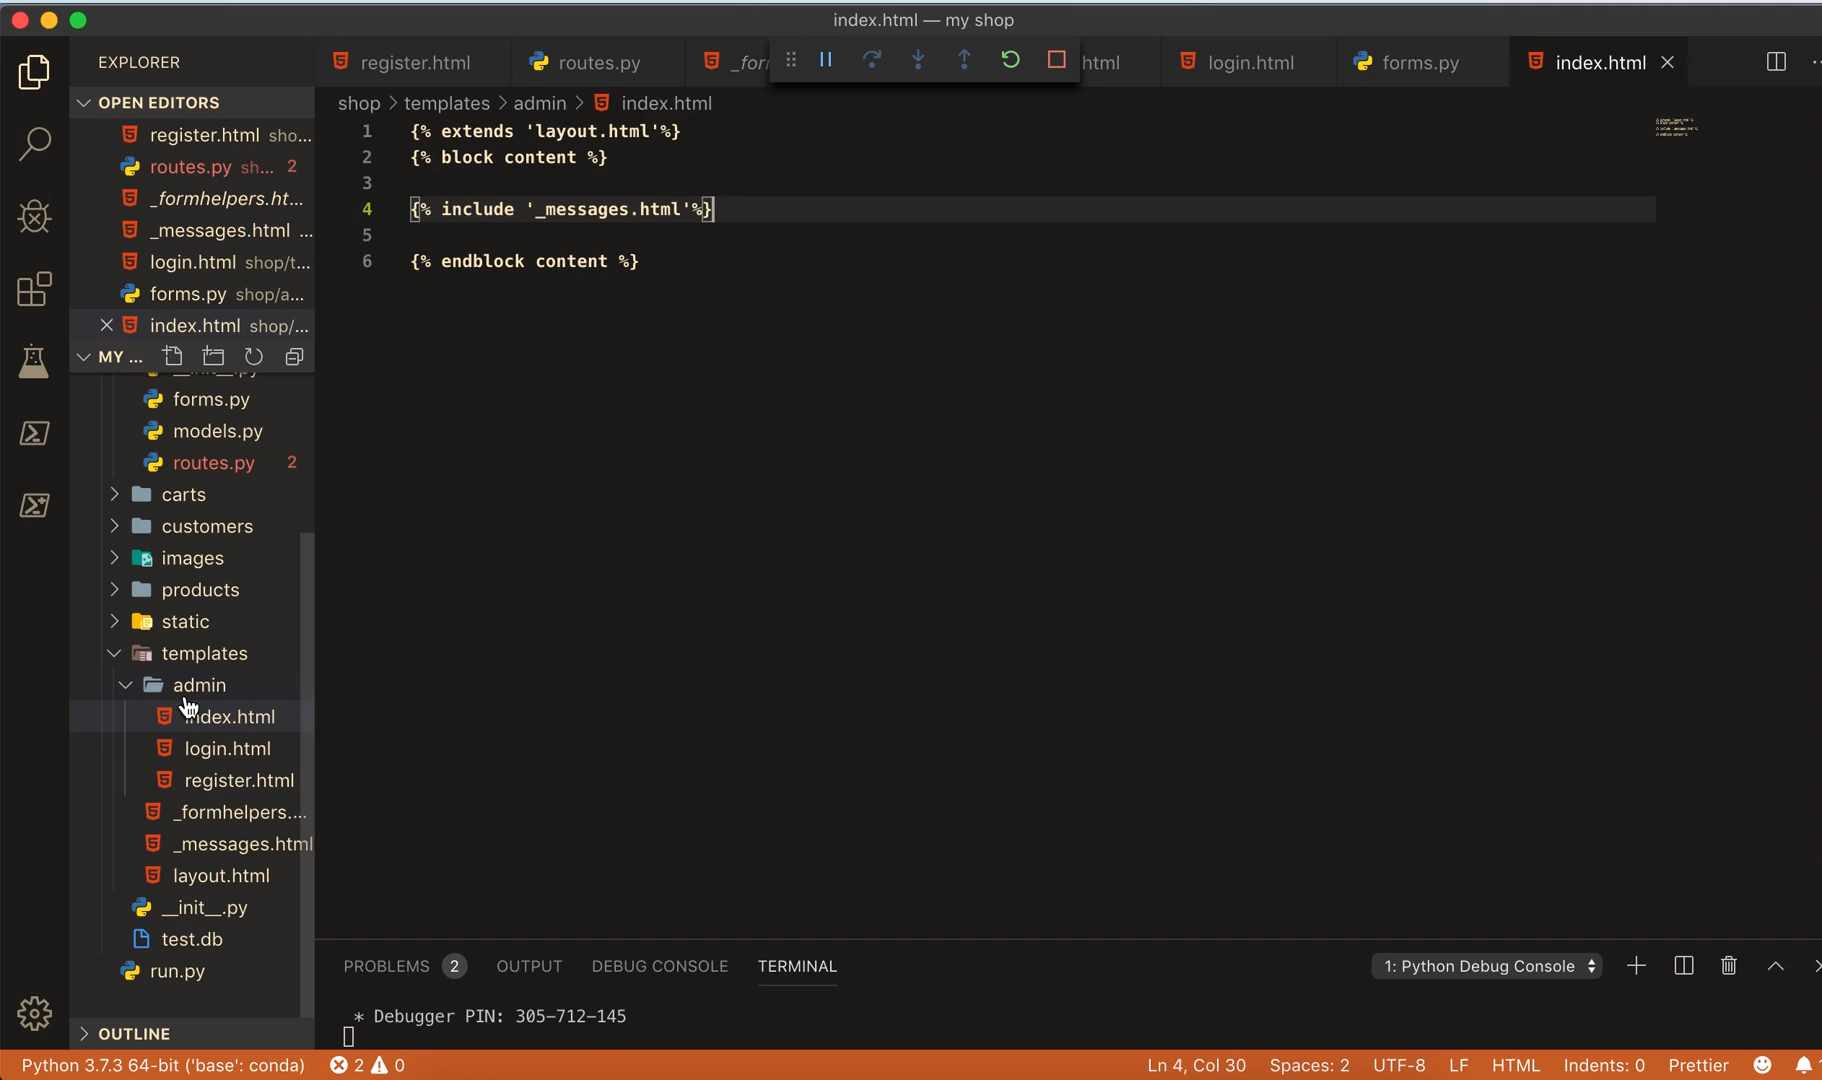 index.html — my shop
EXPLORER
register.html
routes.py
_for
html
login.html
forms.py
index.html
OPEN EDITORS
register.html sho...
routes.py sh... 2
_formhelpers.ht...
_messages.html ...
login.html shop/t...
forms.py shop/a...
index.html shop/...
MY ...
forms.py
models.py
routes.py 2
carts
customers
images
products
static
templates
admin
index.html
login.html
register.html
_formhelpers....
_messages.html
layout.html
__init__.py
test.db
run.py
OUTLINE
shop > templates > admin > index.html
1 {% extends 'layout.html'%}
2 {% block content %}
3
4 {% include '_messages.html'%}
5
6 {% endblock content %}
PROBLEMS 2 OUTPUT DEBUG CONSOLE TERMINAL 1: Python Debug Console
* Debugger PIN: 305-712-145
Python 3.7.3 64-bit ('base': conda) 2 0 Ln 4, Col 30 Spaces: 2 UTF-8 LF HTML Indents: 0 Prettier